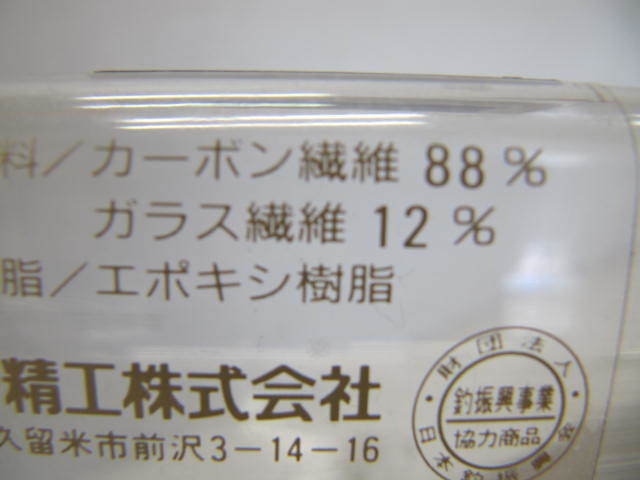 料/カーボン繊維 88%
ガラス繊維 12%
脂/エポキシ樹脂
精工株式会社
久留米市前沢3-14-16
・財団法人・
釣振興事業
協力商品
日本釣振興会